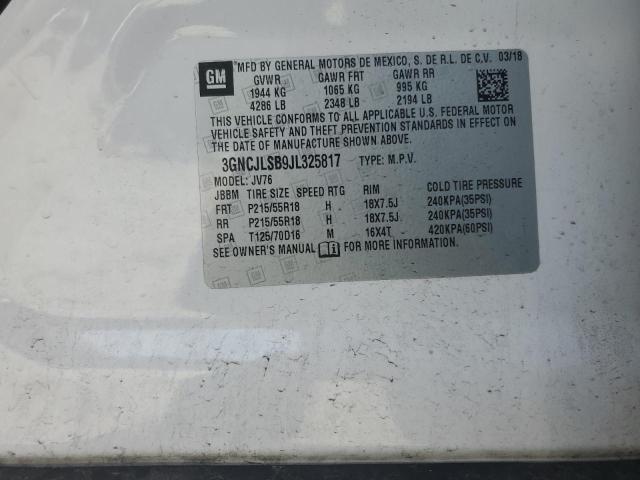 GM
MFD BY GENERAL MOTORS DE MEXICO, S. DE R.L. DE C.V. 03/18
GVWR GAWR FRT GAWR RR
1944 KG 1065 KG 995 KG
4286 LB 2348 LB 2194 LB
THIS VEHICLE CONFORMS TO ALL APPLICABLE U.S. FEDERAL MOTOR
VEHICLE SAFETY AND THEFT PREVENTION STANDARDS IN EFFECT ON
THE DATE OF MANUFACTURE SHOWN ABOVE.
3GNCJLSB9JL325817 TYPE: M.P.V.
MODEL: JV76
JBBM TIRE SIZE SPEED RTG RIM COLD TIRE PRESSURE
FRT P215/55R18 H 18X7.5J 240KPA(35PSI)
RR P215/55R18 H 18X7.5J 240KPA(35PSI)
SPA T125/70D16 M 16X4T 420KPA(60PSI)
SEE OWNER'S MANUAL FOR MORE INFORMATION.